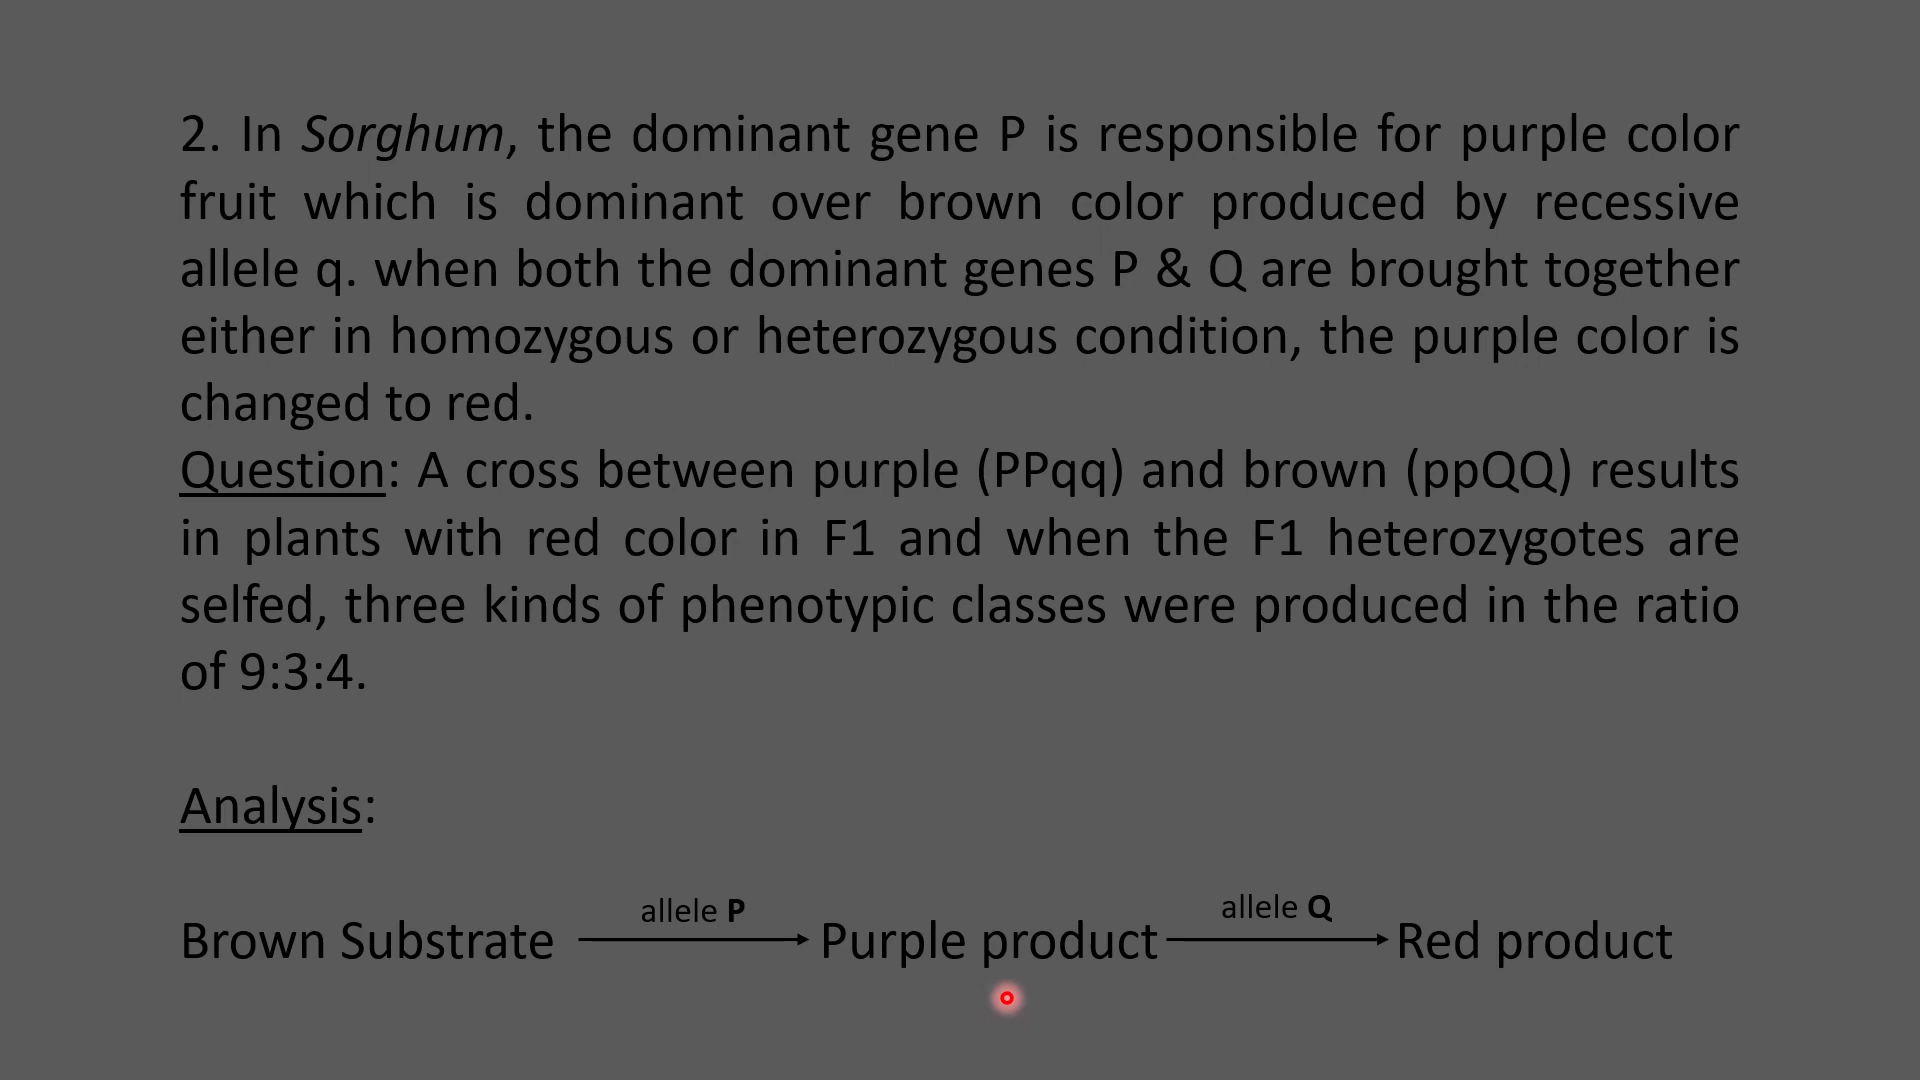 2. In Sorghum, the dominant gene P is responsible for purple color
fruit which is dominant over brown color produced by recessive
allele q. when both the dominant genes P & Q are brought together
either in homozygous or heterozygous condition, the purple color is
changed to red.
Question: A cross between purple (PPqq) and brown (ppQQ) results
in plants with red color in F1 and when the F1 heterozygotes are
selfed, three kinds of phenotypic classes were produced in the ratio
of 9:3:4.
Analysis:
allele P allele Q
Brown Substrate Purple product Red product